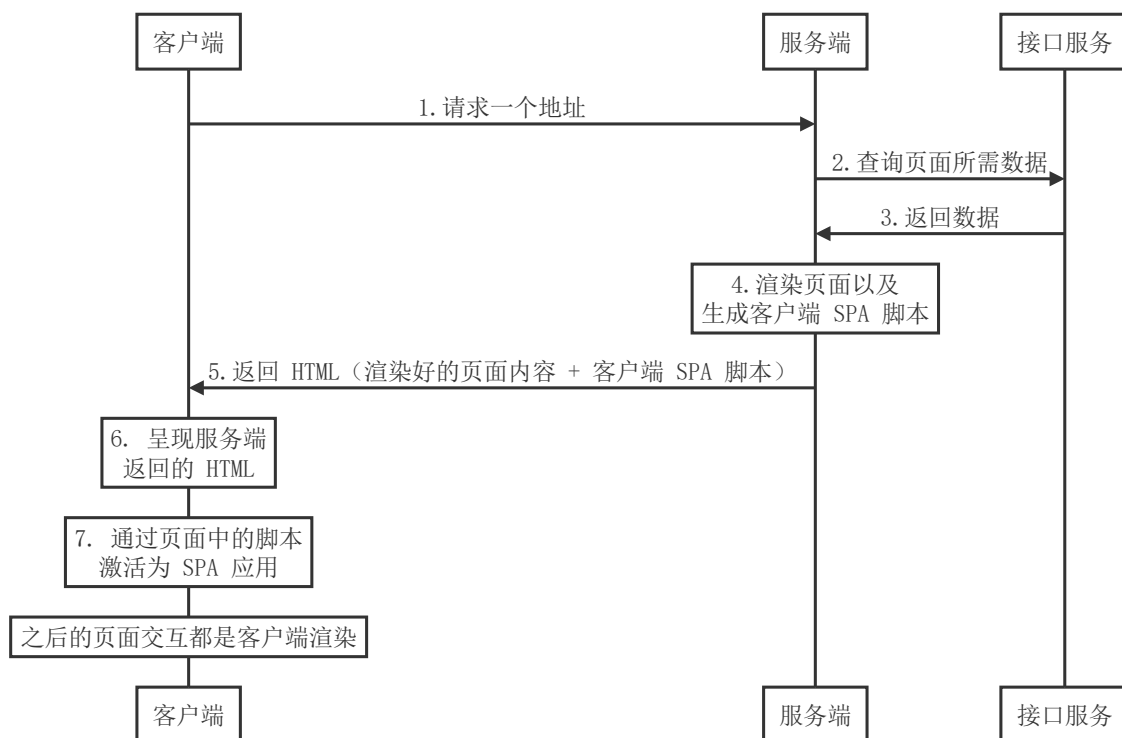 客户端
服务端
接口服务
1.请求一个地址
2.查询页面所需数据
3.返回数据
4.渲染页面以及
生成客户端 SPA 脚本
5.返回 HTML（渲染好的页面内容 + 客户端 SPA 脚本）
6. 呈现服务端
返回的 HTML
7. 通过页面中的脚本
激活为 SPA 应用
之后的页面交互都是客户端渲染
客户端
服务端
接口服务